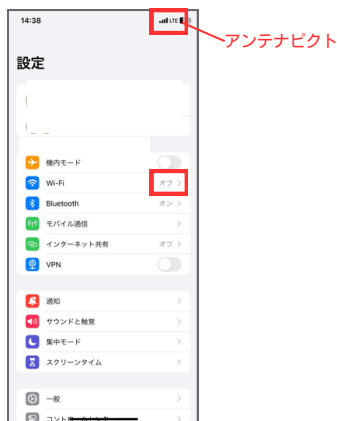 14:38
LTE
アンテナピクト
設定
機内モード
Wi-Fi
オフ
Bluetooth
オン
モバイル通信
インターネット共有
オフ
VPN
通知
サウンドと触覚
集中モード
スクリーンタイム
一般